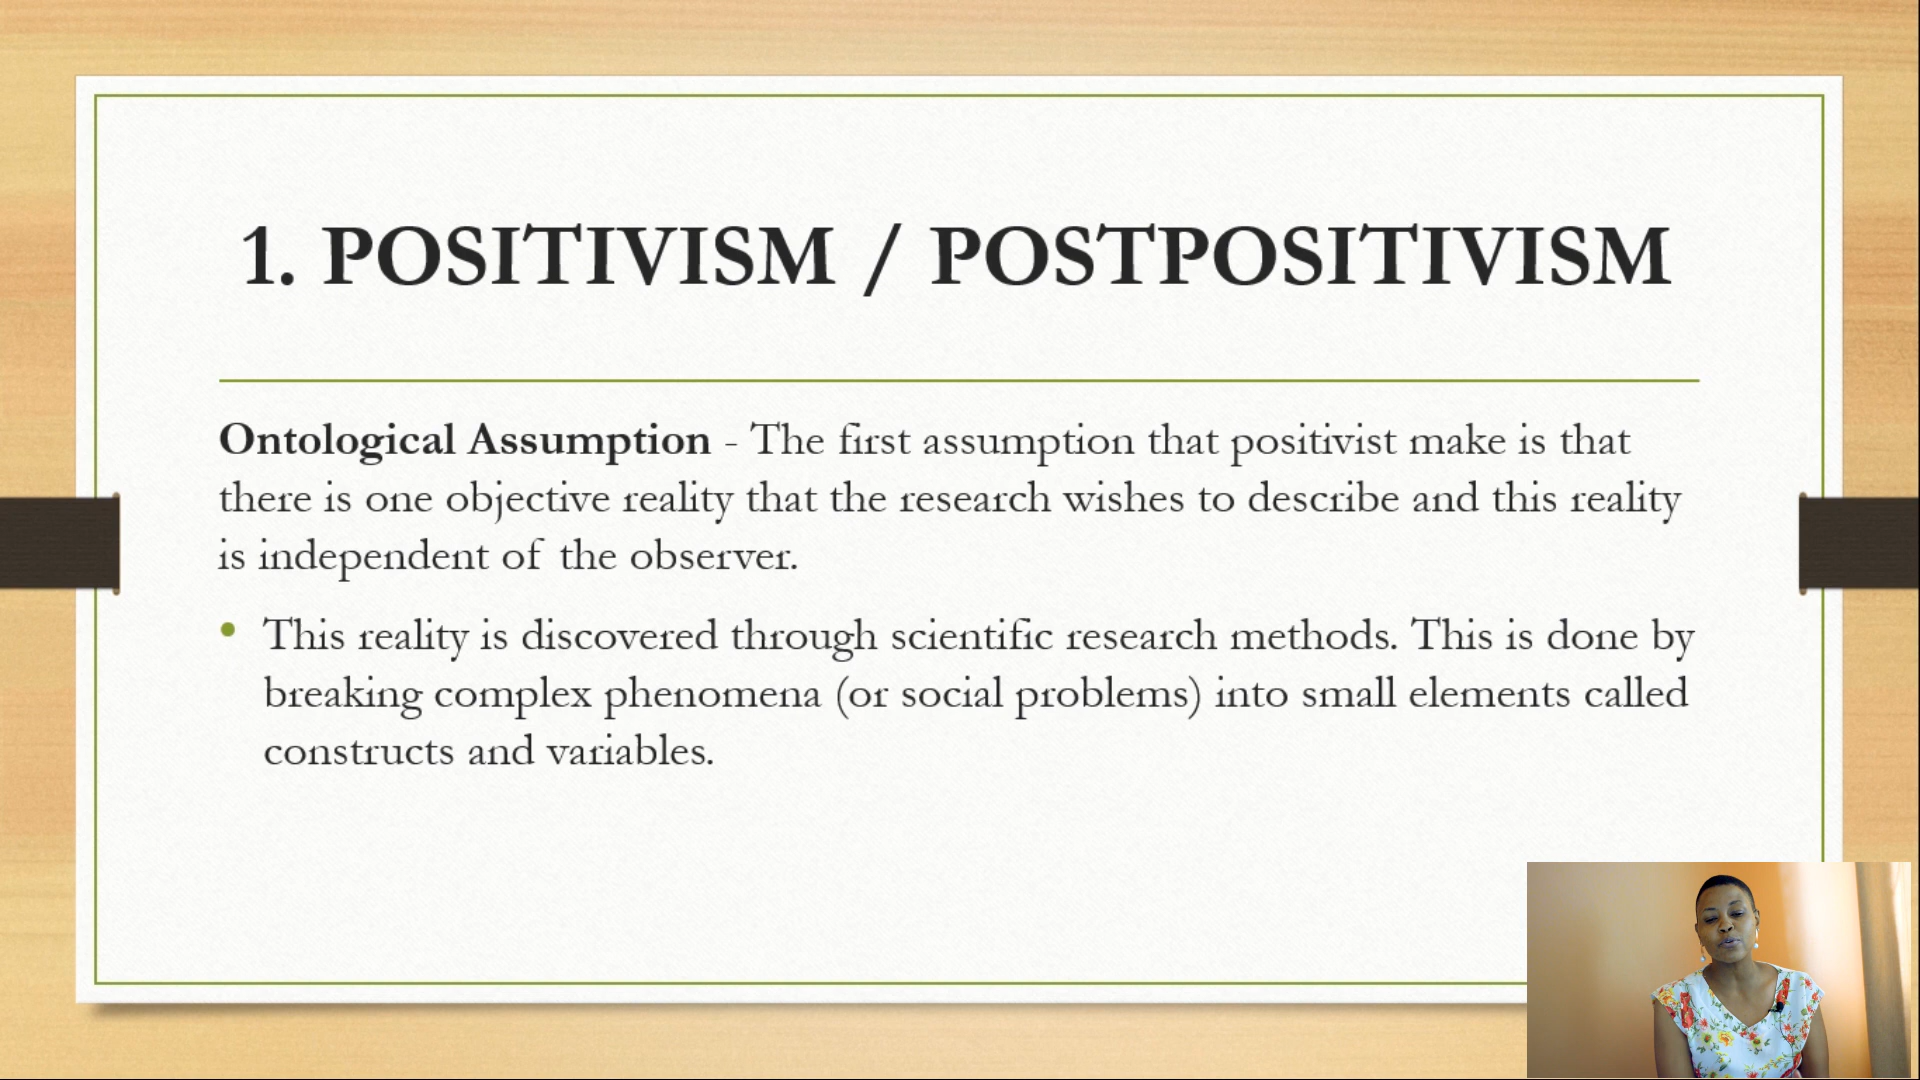 1. POSITIVISM / POSTPOSITIVISM
Ontological Assumption - The first assumption that positivist make is that
there is one objective reality that the research wishes to describe and this reality
is independent of the observer.
• This reality is discovered through scientific research methods. This is done by
breaking complex phenomena (or social problems) into small elements called
constructs and variables.